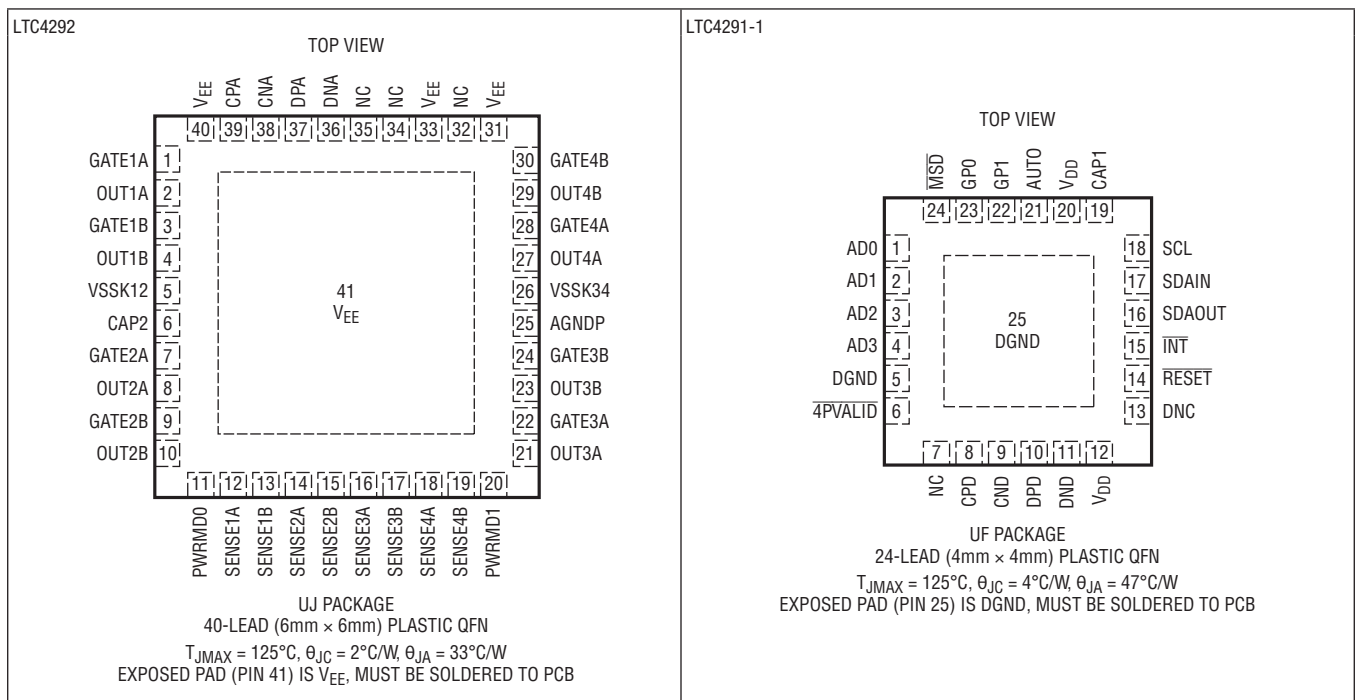 LTC4292
TOP VIEW
VEE
CPA
CNA
DPA
DNA
NC
NC
VEE
NC
VEE
40 39 38 37 36 35 34 33 32 31
GATE1A 1
OUT1A 2
GATE1B 3
OUT1B 4
VSSK12 5
CAP2 6
GATE2A 7
OUT2A 8
GATE2B 9
OUT2B 10
41
VEE
30 GATE4B
29 OUT4B
28 GATE4A
27 OUT4A
26 VSSK34
25 AGNDP
24 GATE3B
23 OUT3B
22 GATE3A
21 OUT3A
11 12 13 14 15 16 17 18 19 20
PWRMD0
SENSE1A
SENSE1B
SENSE2A
SENSE2B
SENSE3A
SENSE3B
SENSE4A
SENSE4B
PWRMD1
UJ PACKAGE
40-LEAD (6mm × 6mm) PLASTIC QFN
TJMAX = 125°C, θJC = 2°C/W, θJA = 33°C/W
EXPOSED PAD (PIN 41) IS VEE, MUST BE SOLDERED TO PCB
LTC4291-1
TOP VIEW
MSD
GP0
GP1
AUTO
VDD
CAP1
24 23 22 21 20 19
AD0 1
AD1 2
AD2 3
AD3 4
DGND 5
4PVALID 6
25
DGND
18 SCL
17 SDAIN
16 SDAOUT
15 INT
14 RESET
13 DNC
7 8 9 10 11 12
NC
CPD
CND
DPD
DND
VDD
UF PACKAGE
24-LEAD (4mm × 4mm) PLASTIC QFN
TJMAX = 125°C, θJC = 4°C/W, θJA = 47°C/W
EXPOSED PAD (PIN 25) IS DGND, MUST BE SOLDERED TO PCB